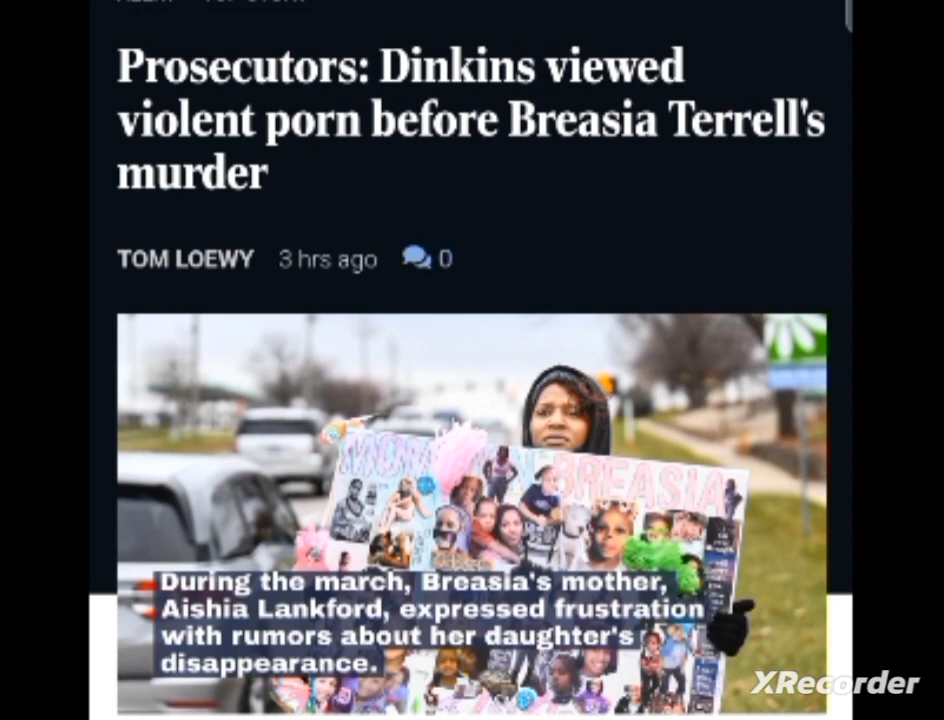 Prosecutors: Dinkins viewed
violent porn before Breasia Terrell's
murder
TOM LOEWY 3 hrs ago 0
BREASIA
During the march, Breasia's mother,
Aishia Lankford, expressed frustration
with rumors about her daughter's
disappearance.
XRecorder